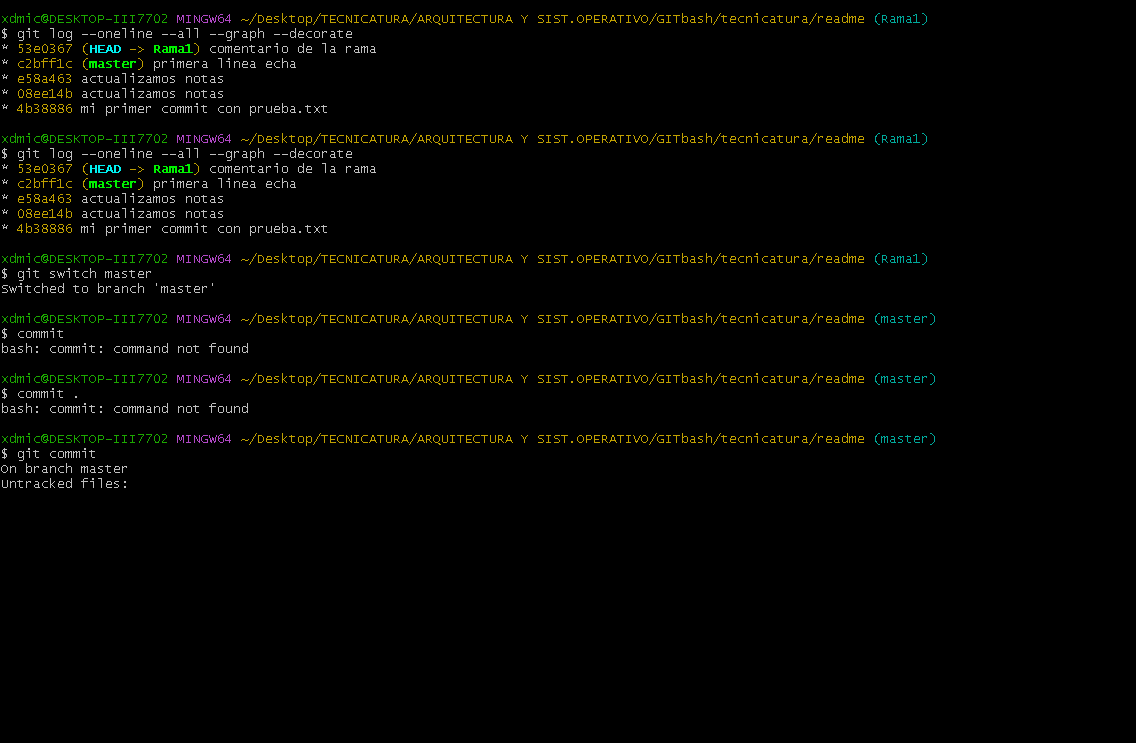 xdmic@DESKTOP-III7702 MINGW64 ~/Desktop/TECNICATURA/ARQUITECTURA Y SIST.OPERATIVO/GITbash/tecnicatura/readme (Rama1)
$ git log --oneline --all --graph --decorate
* 53e0367 (HEAD -> Rama1) comentario de la rama
* c2bff1c (master) primera linea echa
* e58a463 actualizamos notas
* 08ee14b actualizamos notas
* 4b38886 mi primer commit con prueba.txt
xdmic@DESKTOP-III7702 MINGW64 ~/Desktop/TECNICATURA/ARQUITECTURA Y SIST.OPERATIVO/GITbash/tecnicatura/readme (Rama1)
$ git log --oneline --all --graph --decorate
* 53e0367 (HEAD -> Rama1) comentario de la rama
* c2bff1c (master) primera linea echa
* e58a463 actualizamos notas
* 08ee14b actualizamos notas
* 4b38886 mi primer commit con prueba.txt
xdmic@DESKTOP-III7702 MINGW64 ~/Desktop/TECNICATURA/ARQUITECTURA Y SIST.OPERATIVO/GITbash/tecnicatura/readme (Rama1)
$ git switch master
Switched to branch 'master'
xdmic@DESKTOP-III7702 MINGW64 ~/Desktop/TECNICATURA/ARQUITECTURA Y SIST.OPERATIVO/GITbash/tecnicatura/readme (master)
$ commit
bash: commit: command not found
xdmic@DESKTOP-III7702 MINGW64 ~/Desktop/TECNICATURA/ARQUITECTURA Y SIST.OPERATIVO/GITbash/tecnicatura/readme (master)
$ commit .
bash: commit: command not found
xdmic@DESKTOP-III7702 MINGW64 ~/Desktop/TECNICATURA/ARQUITECTURA Y SIST.OPERATIVO/GITbash/tecnicatura/readme (master)
$ git commit
On branch master
Untracked files: